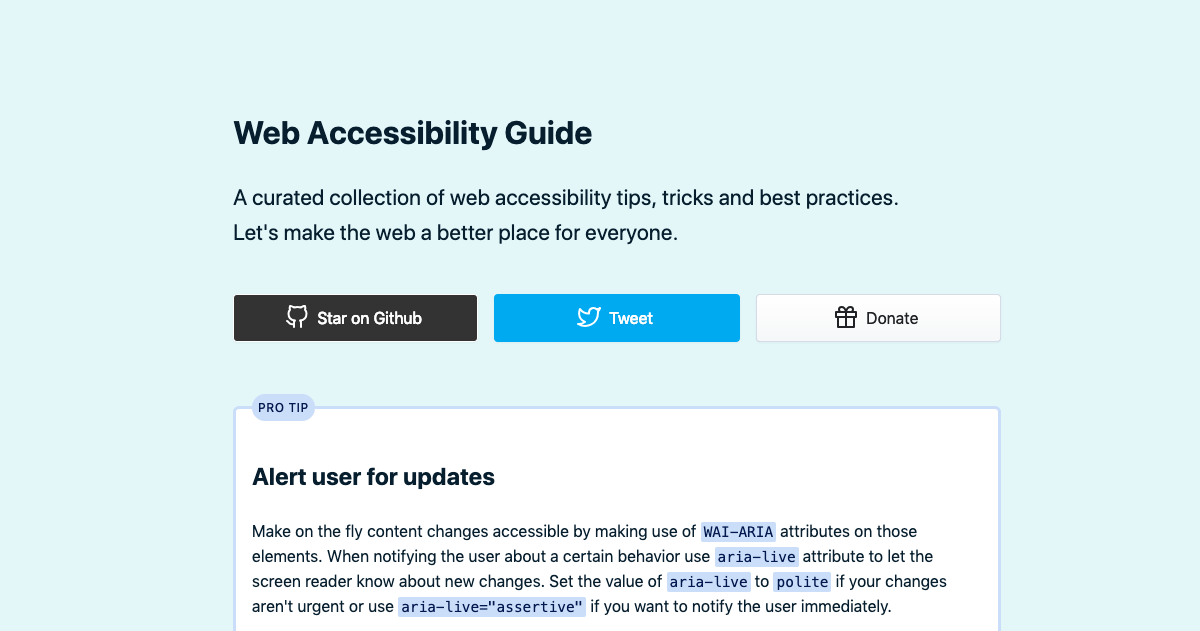 Web Accessibility Guide
A curated collection of web accessibility tips, tricks and best practices.
Let's make the web a better place for everyone.
Star on Github
Tweet
Donate
PRO TIP
Alert user for updates
Make on the fly content changes accessible by making use of WAI-ARIA attributes on those
elements. When notifying the user about a certain behavior use aria-live attribute to let the
screen reader know about new changes. Set the value of aria-live to polite if your changes
aren't urgent or use aria-live="assertive" if you want to notify the user immediately.